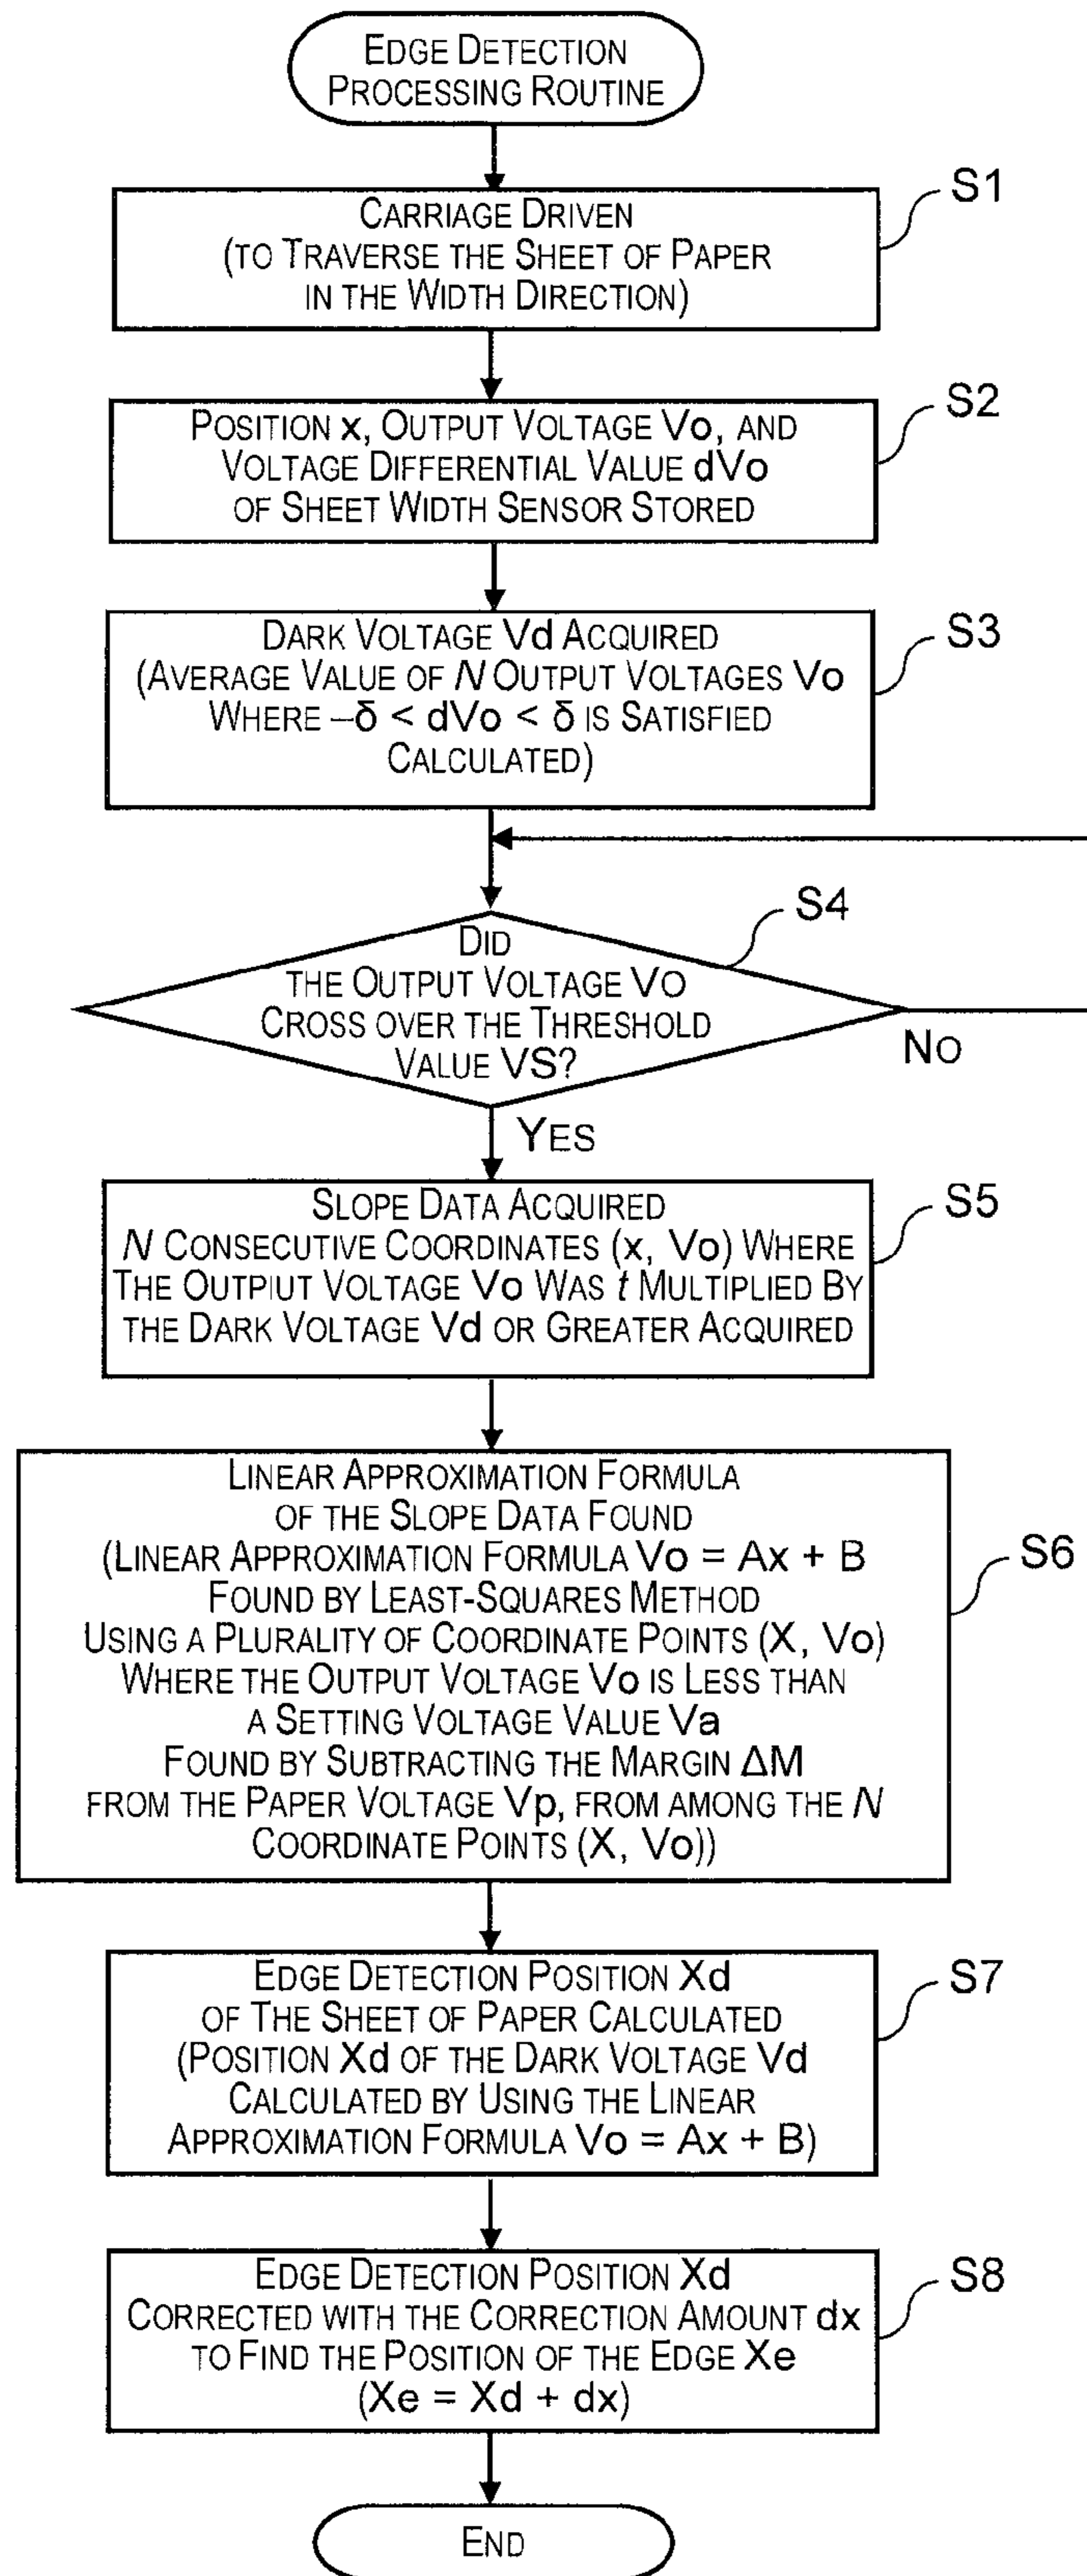 EDGE DETECTION
PROCESSING ROUTINE
S1
CARRIAGE DRIVEN
(TO TRAVERSE THE SHEET OF PAPER
IN THE WIDTH DIRECTION)
S2
POSITION x, OUTPUT VOLTAGE Vo, AND
VOLTAGE DIFFERENTIAL VALUE dVo
OF SHEET WIDTH SENSOR STORED
S3
DARK VOLTAGE Vd ACQUIRED
(AVERAGE VALUE OF N OUTPUT VOLTAGES Vo
WHERE –δ < dVo < δ IS SATISFIED
CALCULATED)
S4
DID
THE OUTPUT VOLTAGE VO
CROSS OVER THE THRESHOLD
VALUE VS?
NO
YES
S5
SLOPE DATA ACQUIRED
N CONSECUTIVE COORDINATES (x, Vo) WHERE
THE OUTPIUT VOLTAGE Vo WAS t MULTIPLIED BY
THE DARK VOLTAGE Vd OR GREATER ACQUIRED
S6
LINEAR APPROXIMATION FORMULA
OF THE SLOPE DATA FOUND
(LINEAR APPROXIMATION FORMULA Vo = Ax + B
FOUND BY LEAST-SQUARES METHOD
USING A PLURALITY OF COORDINATE POINTS (X, Vo)
WHERE THE OUTPUT VOLTAGE Vo IS LESS THAN
A SETTING VOLTAGE VALUE Va
FOUND BY SUBTRACTING THE MARGIN ΔM
FROM THE PAPER VOLTAGE Vp, FROM AMONG THE N
COORDINATE POINTS (X, Vo))
S7
EDGE DETECTION POSITION Xd
OF THE SHEET OF PAPER CALCULATED
(POSITION Xd OF THE DARK VOLTAGE Vd
CALCULATED BY USING THE LINEAR
APPROXIMATION FORMULA Vo = Ax + B)
S8
EDGE DETECTION POSITION Xd
CORRECTED WITH THE CORRECTION AMOUNT dx
TO FIND THE POSITION OF THE EDGE Xe
(Xe = Xd + dx)
END